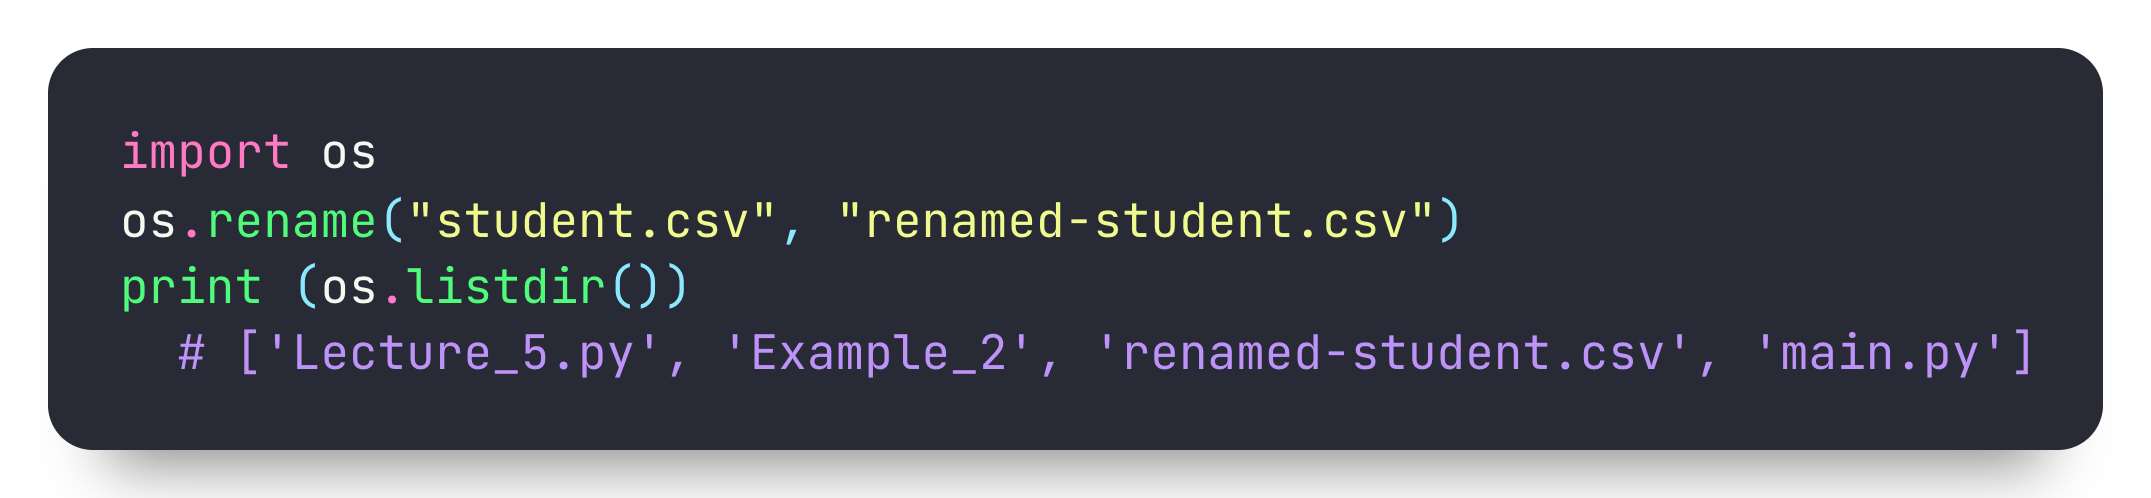 import os
os.rename("student.csv", "renamed-student.csv")
print (os.listdir())
  # ['Lecture_5.py', 'Example_2', 'renamed-student.csv', 'main.py']